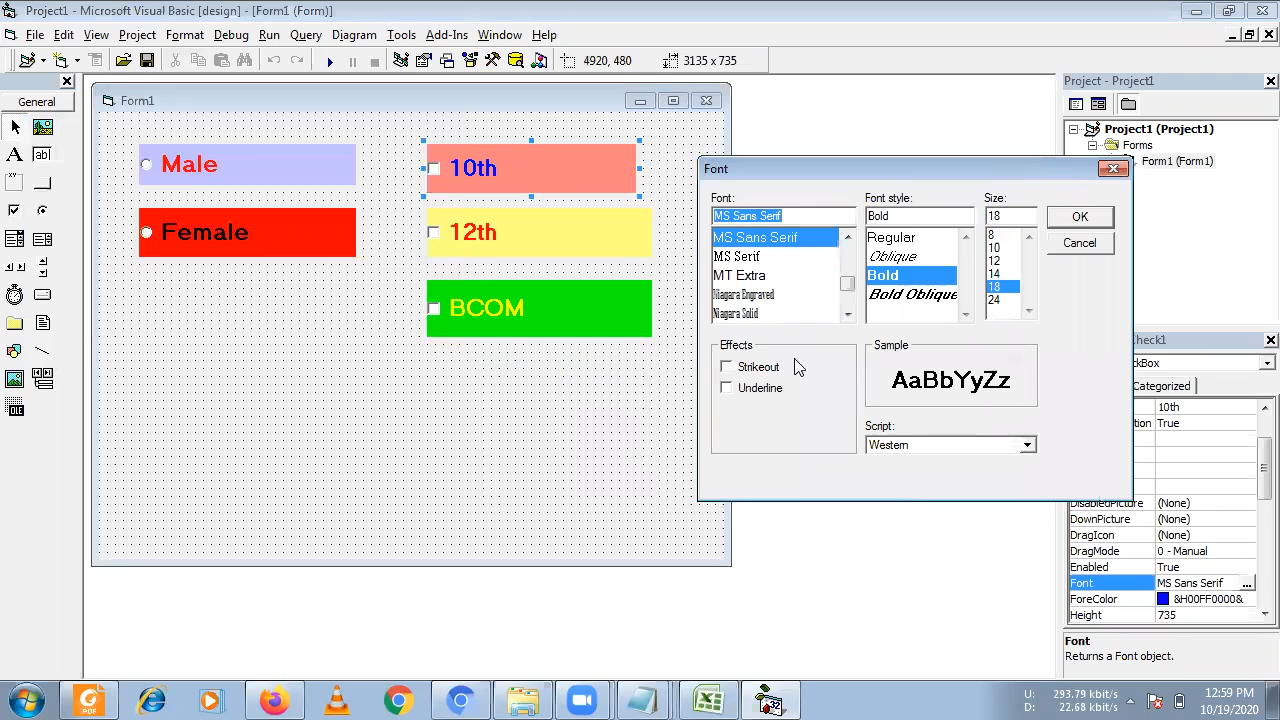 Project1 - Microsoft Visual Basic [design] - [Form1 (Form)]
File Edit View Project Format Debug Run Query Diagram Tools Add-Ins Window Help
4920, 480
3135 x 735
General
Form1
Male
Female
10th
12th
BCOM
Font
Font:
MS Sans Serif
MS Sans Serif
MS Serif
MT Extra
Niagara Engraved
Niagara Solid
Font style:
Bold
Regular
Oblique
Bold
Bold Oblique
Size:
18
8
10
12
14
18
24
OK
Cancel
Effects
Strikeout
Underline
Sample
AaBbYyZz
Script:
Western
Project - Project1
Project1 (Project1)
Forms
Form1 (Form1)
Categorized
10th
True
DisabledPicture (None)
DownPicture (None)
DragIcon (None)
DragMode 0 - Manual
Enabled True
Font MS Sans Serif ...
ForeColor &H00FF0000&
Height 735
Font
Returns a Font object.
PDF
32
U: 293.79 kbit/s
D: 22.68 kbit/s
12:59 PM
10/19/2020